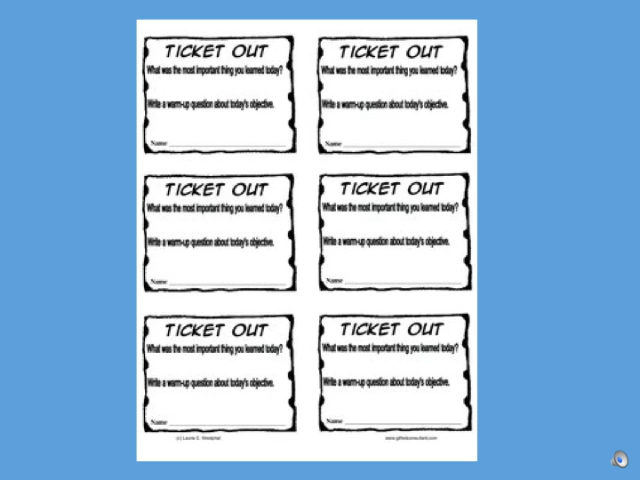 TICKET OUT
What was the most important thing you learned today?
Write a warm-up question about today's objective.
Name
TICKET OUT
What was the most important thing you learned today?
Write a warm-up question about today's objective.
Name
TICKET OUT
What was the most important thing you learned today?
Write a warm-up question about today's objective.
Name
TICKET OUT
What was the most important thing you learned today?
Write a warm-up question about today's objective.
Name
TICKET OUT
What was the most important thing you learned today?
Write a warm-up question about today's objective.
Name
TICKET OUT
What was the most important thing you learned today?
Write a warm-up question about today's objective.
Name
(c) Laurie E. Westphal
www.giftedconsultant.com